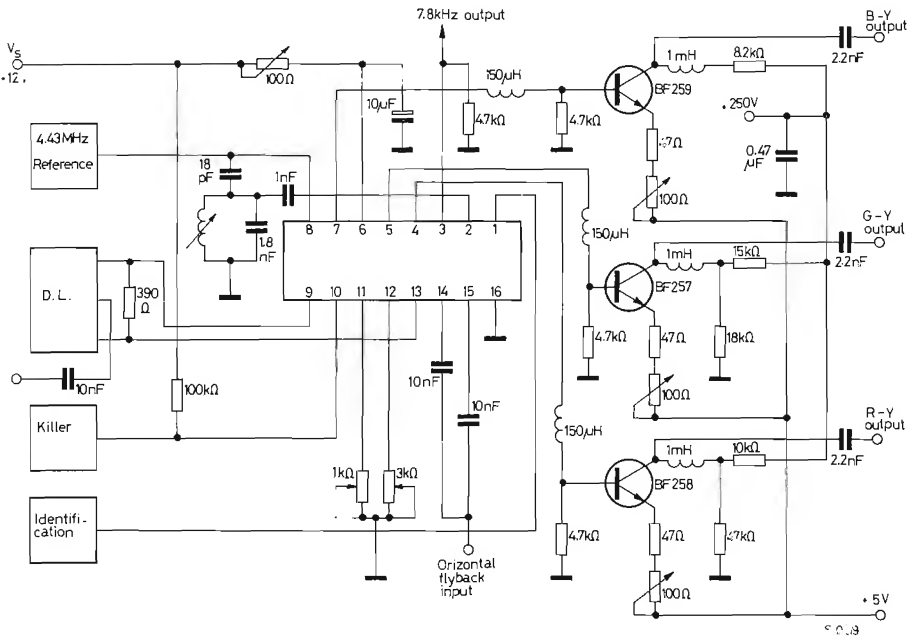 7.8kHz output
B-Y
output
Vs
+12
100Ω
150µH
1mH
8.2kΩ
2.2nF
BF259
10µF
4.7kΩ
4.7kΩ
+250V
4.43MHz
Reference
18
pF
1nF
47Ω
0.47
µF
100Ω
1.8
nF
8 7 6 5 4 3 2 1
150µH
G-Y
output
1mH
15kΩ
2.2nF
BF257
D.L.
390
Ω
9 10 11 12 13 14 15 16
4.7kΩ
47Ω
18kΩ
10nF
100kΩ
10nF
10nF
100Ω
Killer
150µH
R-Y
output
1mH
10kΩ
2.2nF
1kΩ
3kΩ
BF258
Identifi-
cation
4.7kΩ
47Ω
47kΩ
Orizontal
flyback
input
100Ω
+5V